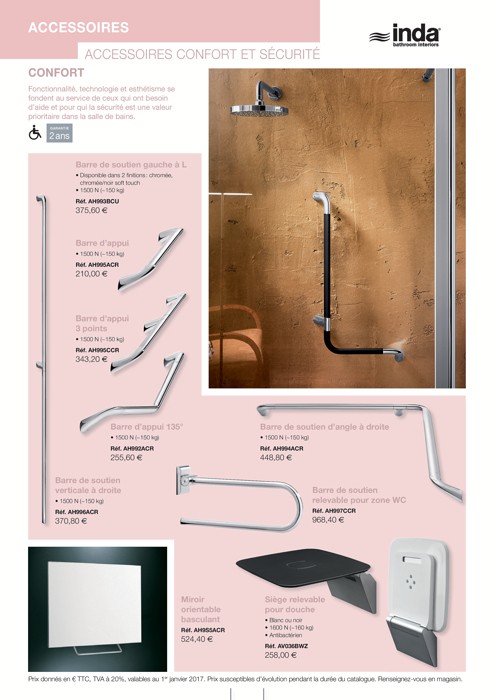 ACCESSOIRES
inda®
bathroom interiors
ACCESSOIRES CONFORT ET SÉCURITÉ
CONFORT
Fonctionnalité, technologie et esthétisme se
fondent au service de ceux qui ont besoin
d'aide et pour qui la sécurité est une valeur
prioritaire dans la salle de bains.
GARANTIE
2 ans
Barre de soutien gauche à L
• Disponible dans 2 finitions : chromée,
chromée/noir soft touch
• 1500 N (~150 kg)
Réf. AH993BCU
375,60 €
Barre d'appui
• 1500 N (~150 kg)
Réf. AH995ACR
210,00 €
Barre d'appui
3 points
• 1500 N (~150 kg)
Réf. AH995CCR
343,20 €
Barre d'appui 135°
• 1500 N (~150 kg)
Réf. AH992ACR
255,60 €
Barre de soutien d'angle à droite
• 1500 N (~150 kg)
Réf. AH994ACR
448,80 €
Barre de soutien
verticale à droite
• 1500 N (~150 kg)
Réf. AH996ACR
370,80 €
Barre de soutien
relevable pour zone WC
Réf. AH997CCR
968,40 €
Miroir
orientable
basculant
Réf. AH9S5ACR
524,40 €
Siège relevable
pour douche
• Blanc ou noir
• 1600 N (~160 kg)
• Antibactérien
Réf. AV036BWZ
258,00 €
Prix donnés en € TTC, TVA à 20%, valables au 1er janvier 2017. Prix susceptibles d'évolution pendant la durée du catalogue. Renseignez-vous en magasin.